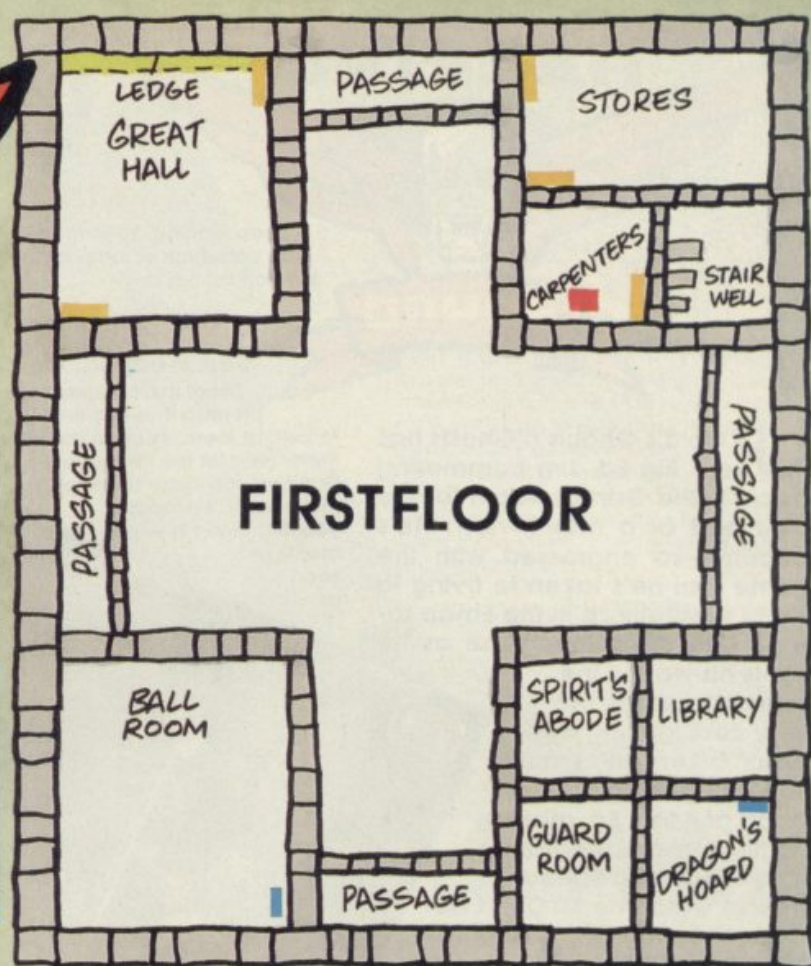 LEDGE
GREAT
HALL
PASSAGE
STORES
CARPENTERS
STAIR
WELL
PASSAGE
FIRSTFLOOR
PASSAGE
BALL
ROOM
SPIRIT'S
ABODE
LIBRARY
GUARD
ROOM
DRAGON'S
HOARD
PASSAGE